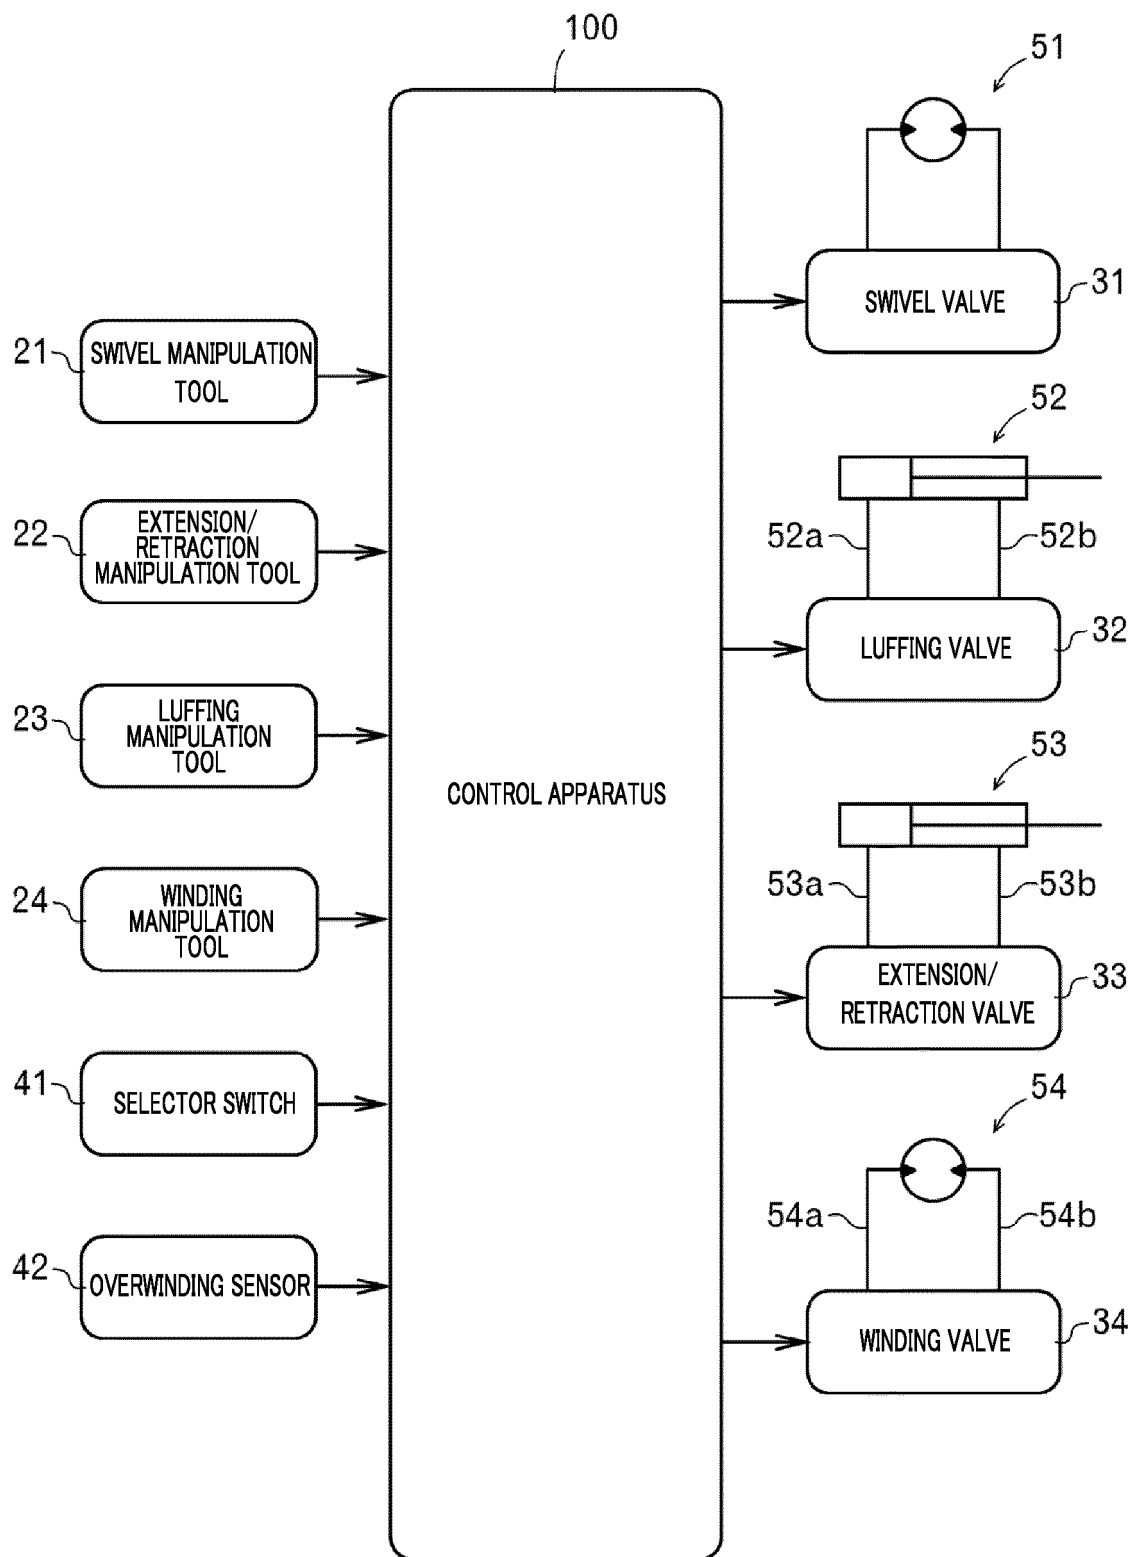 100
51
SWIVEL VALVE
31
21
SWIVEL MANIPULATION
TOOL
52
52a
52b
22
EXTENSION/
RETRACTION
MANIPULATION TOOL
LUFFING VALVE
32
23
LUFFING
MANIPULATION
TOOL
53
CONTROL APPARATUS
53a
53b
24
WINDING
MANIPULATION
TOOL
EXTENSION/
RETRACTION VALVE
33
41
SELECTOR SWITCH
54
54a
54b
42
OVERWINDING SENSOR
WINDING VALVE
34